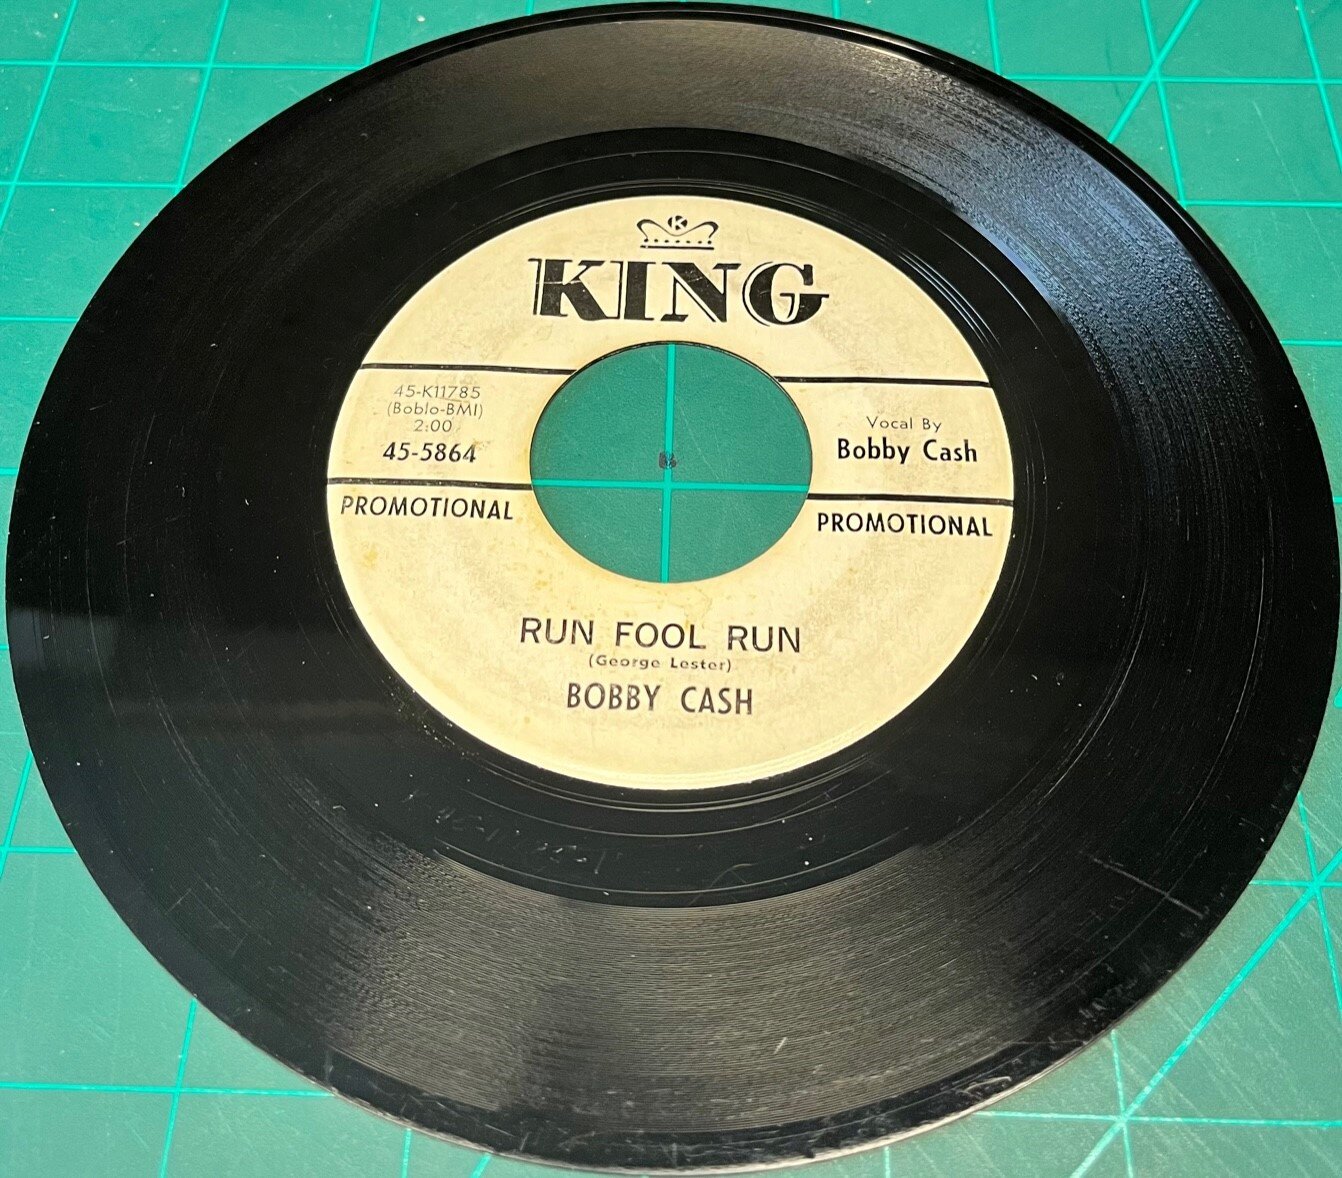 K
KING
45-K11785
(Boblo-BMI)
2:00
45-5864
Vocal By
Bobby Cash
PROMOTIONAL
PROMOTIONAL
RUN FOOL RUN
(George Lester)
BOBBY CASH